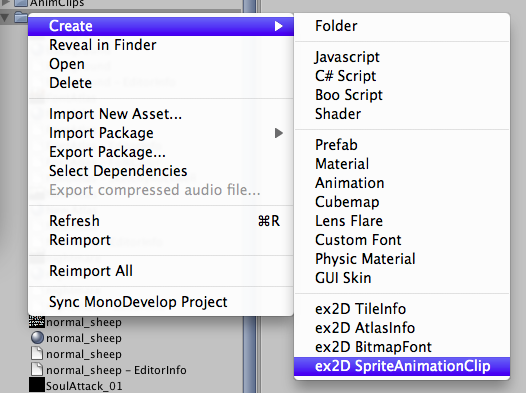 AnimClips
Create
Reveal in Finder
Open
Delete
Import New Asset...
Import Package
Export Package...
Select Dependencies
Export compressed audio file...
Refresh ⌘R
Reimport
Reimport All
Sync MonoDevelop Project
Folder
Javascript
C# Script
Boo Script
Shader
Prefab
Material
Animation
Cubemap
Lens Flare
Custom Font
Physic Material
GUI Skin
ex2D TileInfo
ex2D AtlasInfo
ex2D BitmapFont
ex2D SpriteAnimationClip
normal_sheep
normal_sheep
normal_sheep
normal_sheep - EditorInfo
SoulAttack_01